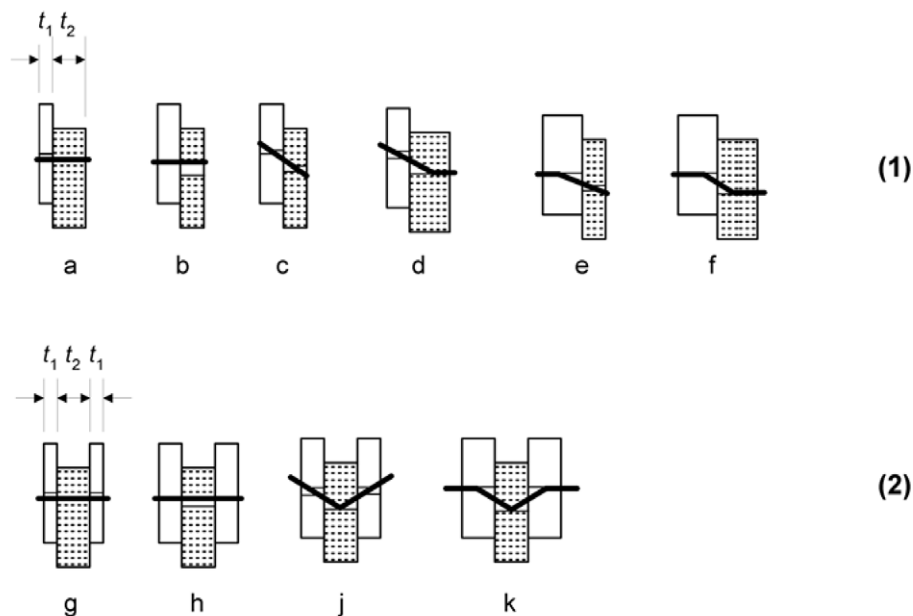 t₁ t₂
(1)
a b c d e f
t₁ t₂ t₁
(2)
g h j k